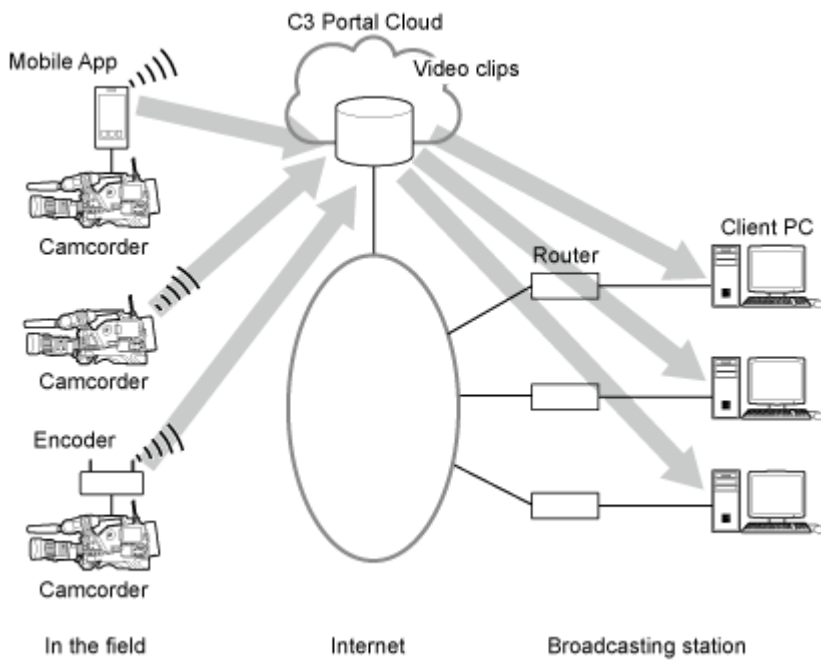 C3 Portal Cloud
Mobile App
Video clips
Camcorder
Client PC
Router
Camcorder
Encoder
Camcorder
In the field
Internet
Broadcasting station